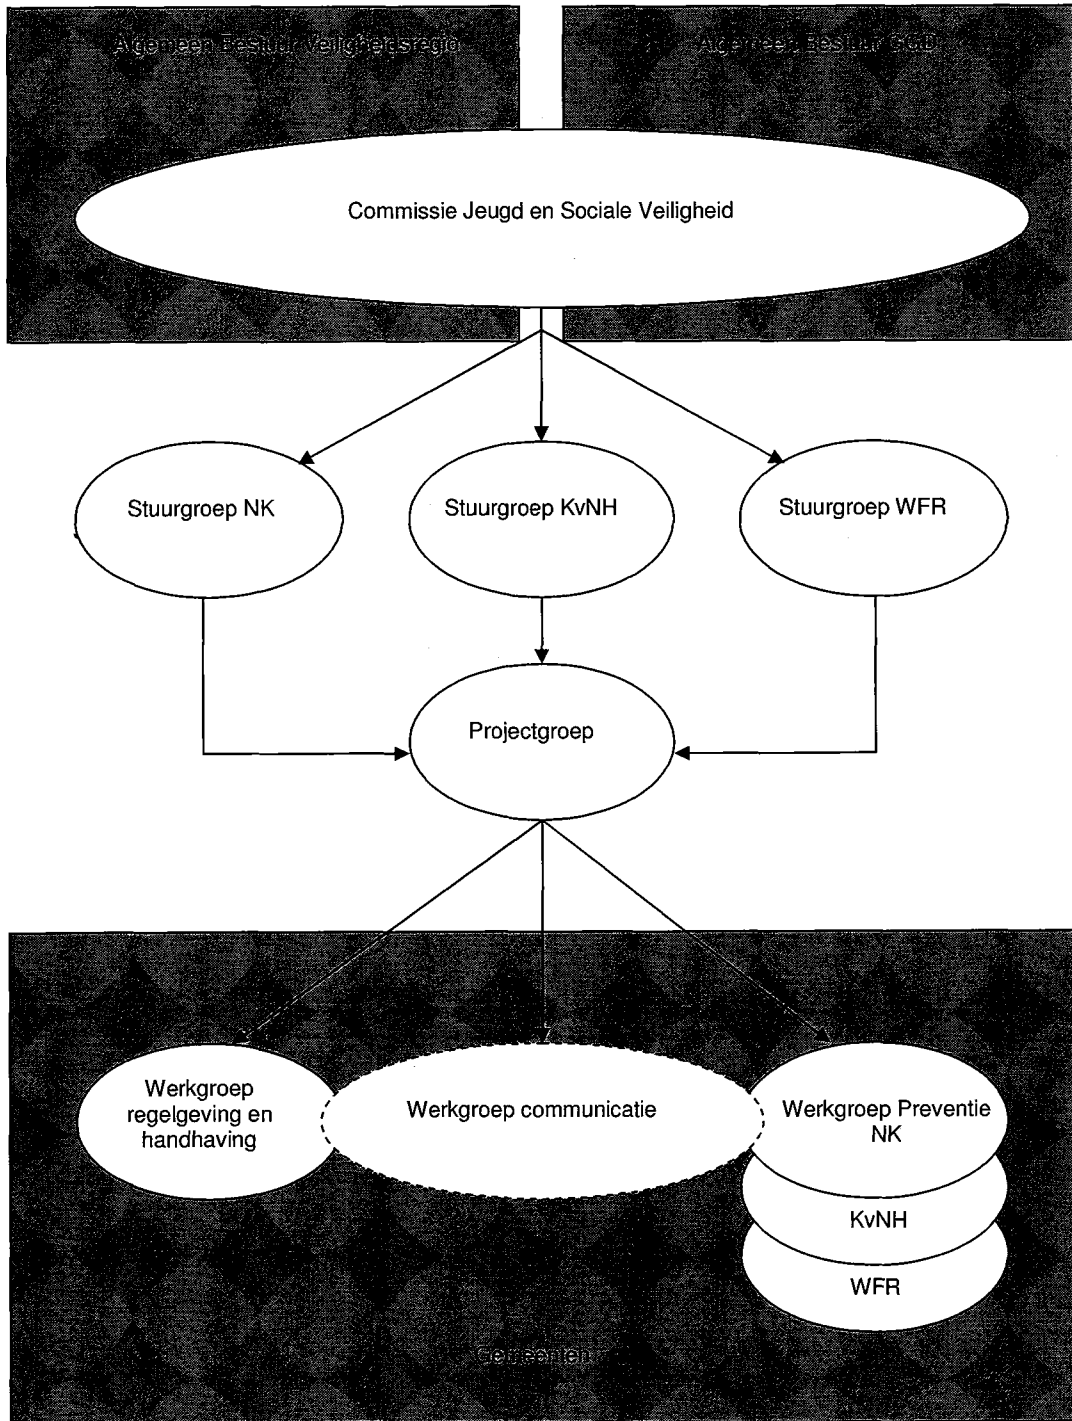 Algemeen Bestuur Veiligheidsregio
Algemeen Bestuur GGD
Commissie Jeugd en Sociale Veiligheid
Stuurgroep NK
Stuurgroep KvNH
Stuurgroep WFR
Projectgroep
Werkgroep
regelgeving en
handhaving
Werkgroep communicatie
Werkgroep Preventie
NK
KvNH
WFR
Gemeenten